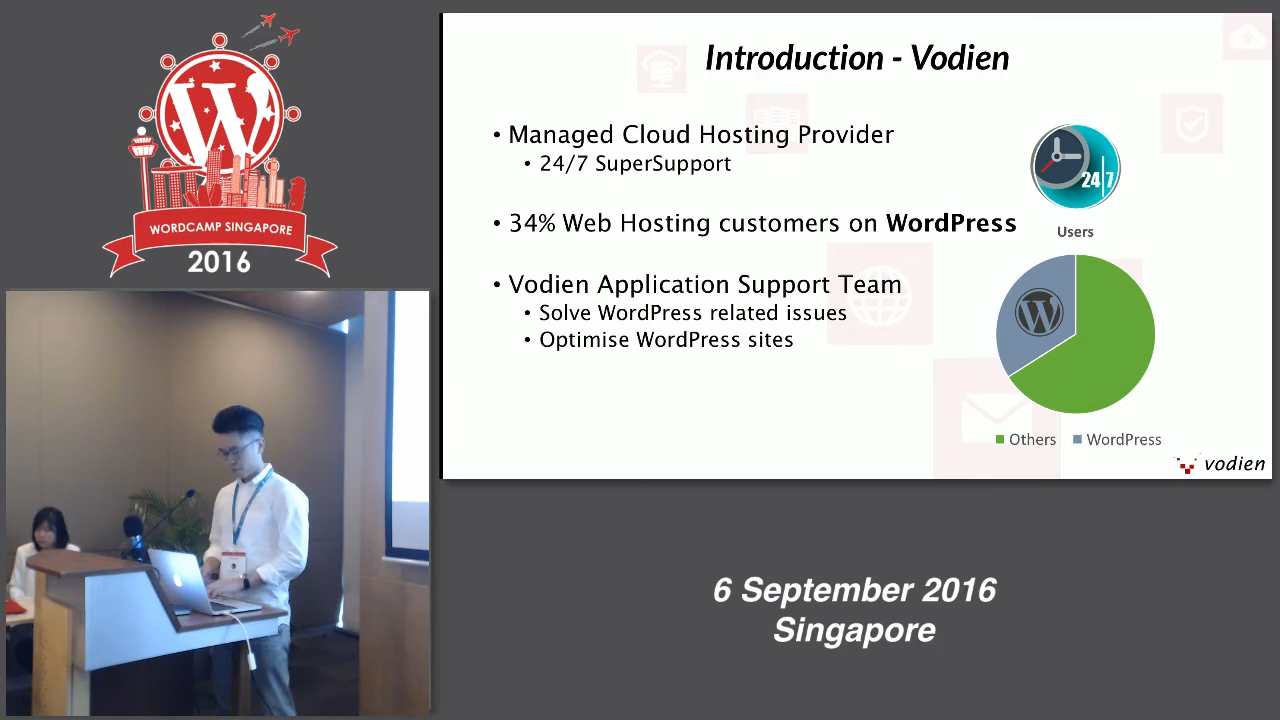 WORDCAMP SINGAPORE
2016
Introduction - Vodien
• Managed Cloud Hosting Provider
• 24/7 SuperSupport
• 34% Web Hosting customers on WordPress
• Vodien Application Support Team
• Solve WordPress related issues
• Optimise WordPress sites
24/7
Users
Others WordPress
vodien
6 September 2016
Singapore